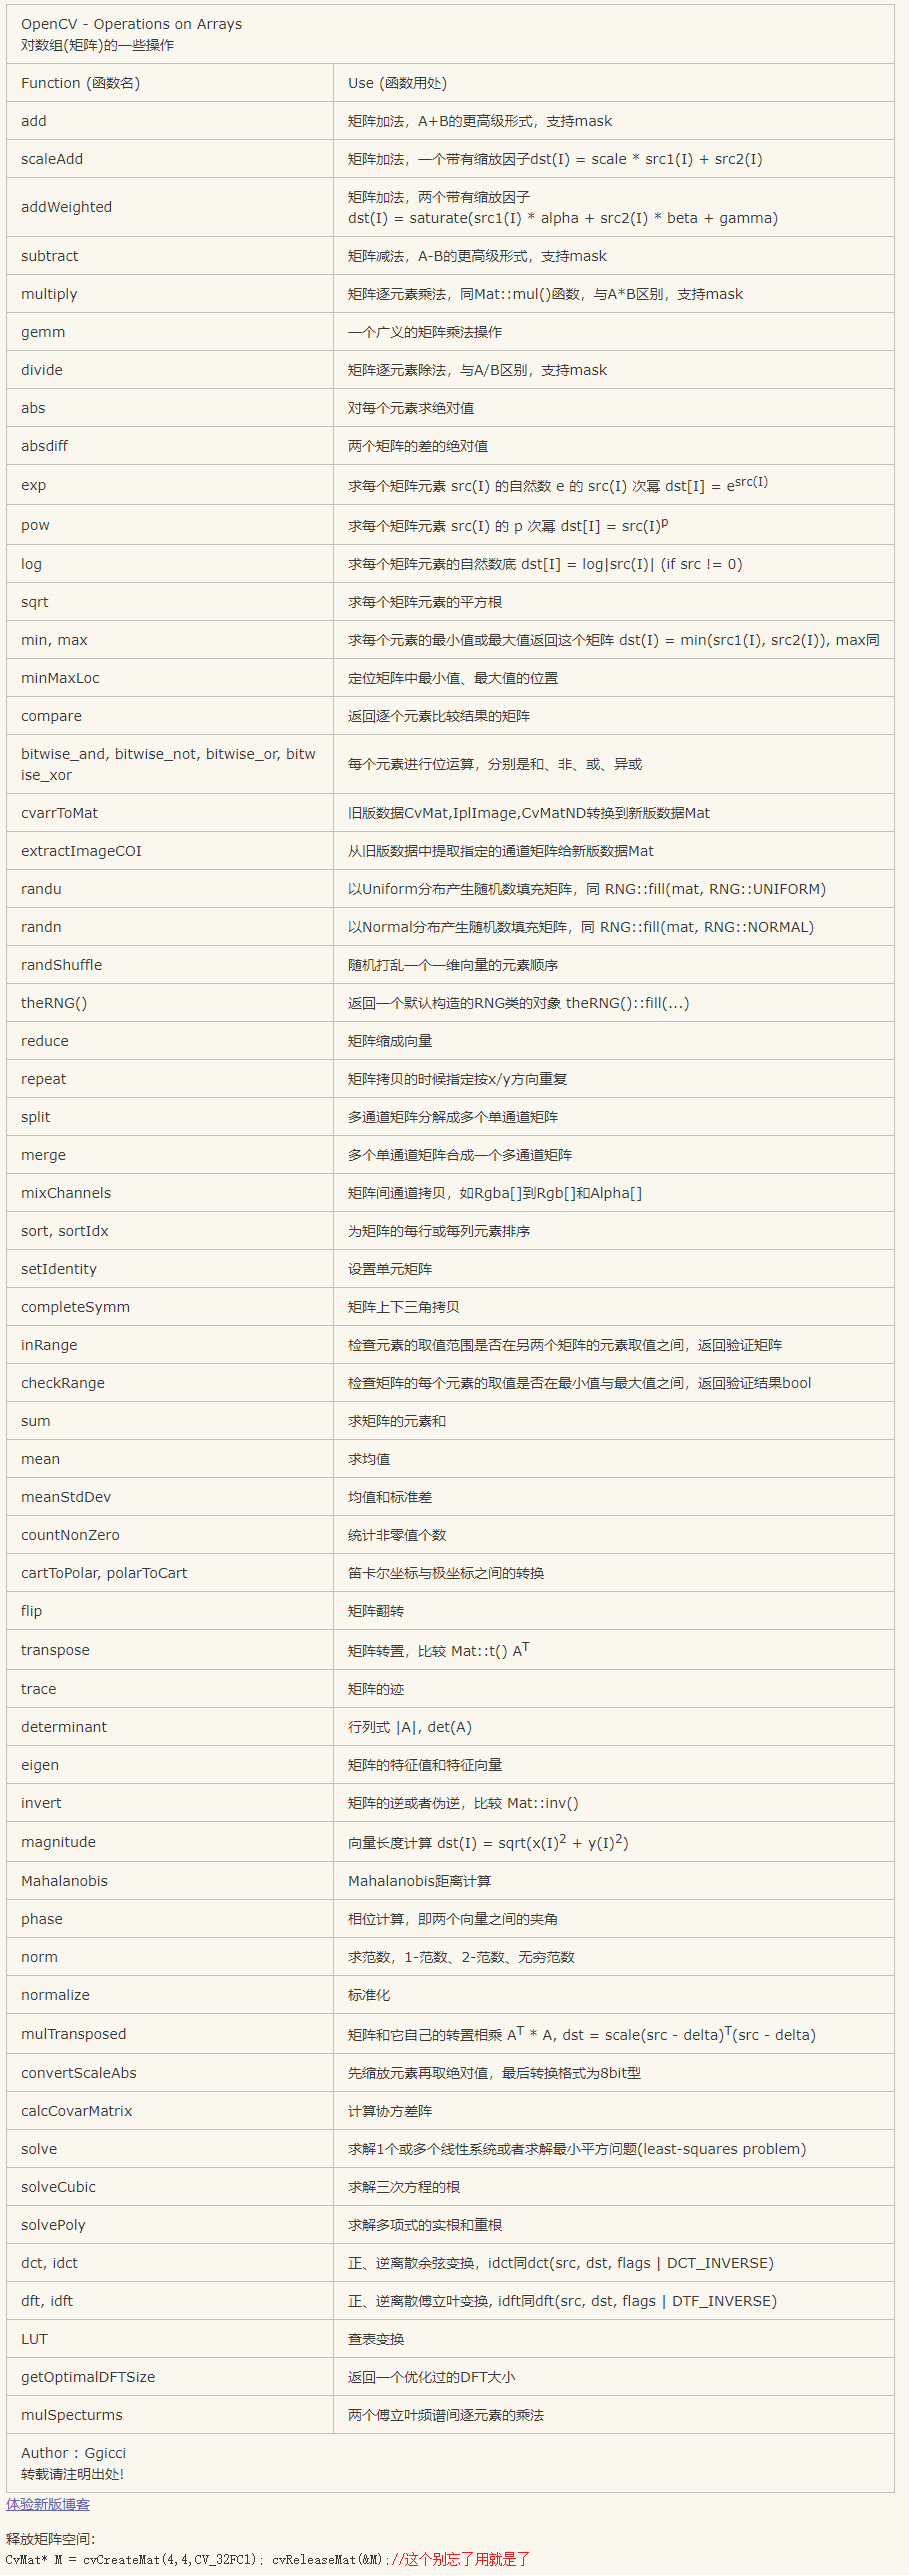 OpenCV - Operations on Arrays
对数组(矩阵)的一些操作
Function (函数名) Use (函数用处)
add 矩阵加法，A+B的更高级形式，支持mask
scaleAdd 矩阵加法，一个带有缩放因子dst(I) = scale * src1(I) + src2(I)
addWeighted 矩阵加法，两个带有缩放因子
dst(I) = saturate(src1(I) * alpha + src2(I) * beta + gamma)
subtract 矩阵减法，A-B的更高级形式，支持mask
multiply 矩阵逐元素乘法，同Mat::mul()函数，与A*B区别，支持mask
gemm 一个广义的矩阵乘法操作
divide 矩阵逐元素除法，与A/B区别，支持mask
abs 对每个元素求绝对值
absdiff 两个矩阵的差的绝对值
exp 求每个矩阵元素 src(I) 的自然数 e 的 src(I) 次幂 dst[I] = e^src(I)
pow 求每个矩阵元素 src(I) 的 p 次幂 dst[I] = src(I)^p
log 求每个矩阵元素的自然数底 dst[I] = log|src(I)| (if src != 0)
sqrt 求每个矩阵元素的平方根
min, max 求每个元素的最小值或最大值返回这个矩阵 dst(I) = min(src1(I), src2(I)), max同
minMaxLoc 定位矩阵中最小值、最大值的位置
compare 返回逐个元素比较结果的矩阵
bitwise_and, bitwise_not, bitwise_or, bitw
ise_xor 每个元素进行位运算，分别是和、非、或、异或
cvarrToMat 旧版数据CvMat,IplImage,CvMatND转换到新版数据Mat
extractImageCOI 从旧版数据中提取指定的通道矩阵给新版数据Mat
randu 以Uniform分布产生随机数填充矩阵，同 RNG::fill(mat, RNG::UNIFORM)
randn 以Normal分布产生随机数填充矩阵，同 RNG::fill(mat, RNG::NORMAL)
randShuffle 随机打乱一个一维向量的元素顺序
theRNG() 返回一个默认构造的RNG类的对象 theRNG()::fill(...)
reduce 矩阵缩成向量
repeat 矩阵拷贝的时候指定按x/y方向重复
split 多通道矩阵分解成多个单通道矩阵
merge 多个单通道矩阵合成一个多通道矩阵
mixChannels 矩阵间通道拷贝，如Rgba[]到Rgb[]和Alpha[]
sort, sortIdx 为矩阵的每行或每列元素排序
setIdentity 设置单元矩阵
completeSymm 矩阵上下三角拷贝
inRange 检查元素的取值范围是否在另两个矩阵的元素取值之间，返回验证矩阵
checkRange 检查矩阵的每个元素的取值是否在最小值与最大值之间，返回验证结果bool
sum 求矩阵的元素和
mean 求均值
meanStdDev 均值和标准差
countNonZero 统计非零值个数
cartToPolar, polarToCart 笛卡尔坐标与极坐标之间的转换
flip 矩阵翻转
transpose 矩阵转置，比较 Mat::t() A^T
trace 矩阵的迹
determinant 行列式 |A|, det(A)
eigen 矩阵的特征值和特征向量
invert 矩阵的逆或者伪逆，比较 Mat::inv()
magnitude 向量长度计算 dst(I) = sqrt(x(I)^2 + y(I)^2)
Mahalanobis Mahalanobis距离计算
phase 相位计算，即两个向量之间的夹角
norm 求范数，1-范数、2-范数、无穷范数
normalize 标准化
mulTransposed 矩阵和它自己的转置相乘 A^T * A, dst = scale(src - delta)^T(src - delta)
convertScaleAbs 先缩放元素再取绝对值，最后转换格式为8bit型
calcCovarMatrix 计算协方差阵
solve 求解1个或多个线性系统或者求解最小平方问题(least-squares problem)
solveCubic 求解三次方程的根
solvePoly 求解多项式的实根和重根
dct, idct 正、逆离散余弦变换，idct同dct(src, dst, flags | DCT_INVERSE)
dft, idft 正、逆离散傅立叶变换, idft同dft(src, dst, flags | DTF_INVERSE)
LUT 查表变换
getOptimalDFTSize 返回一个优化过的DFT大小
mulSpecturms 两个傅立叶频谱间逐元素的乘法
Author : Ggicci
转载请注明出处!
体验新版博客
释放矩阵空间:
CvMat* M = cvCreateMat(4,4,CV_32FC1); cvReleaseMat(&M);//这个别忘了用就是了